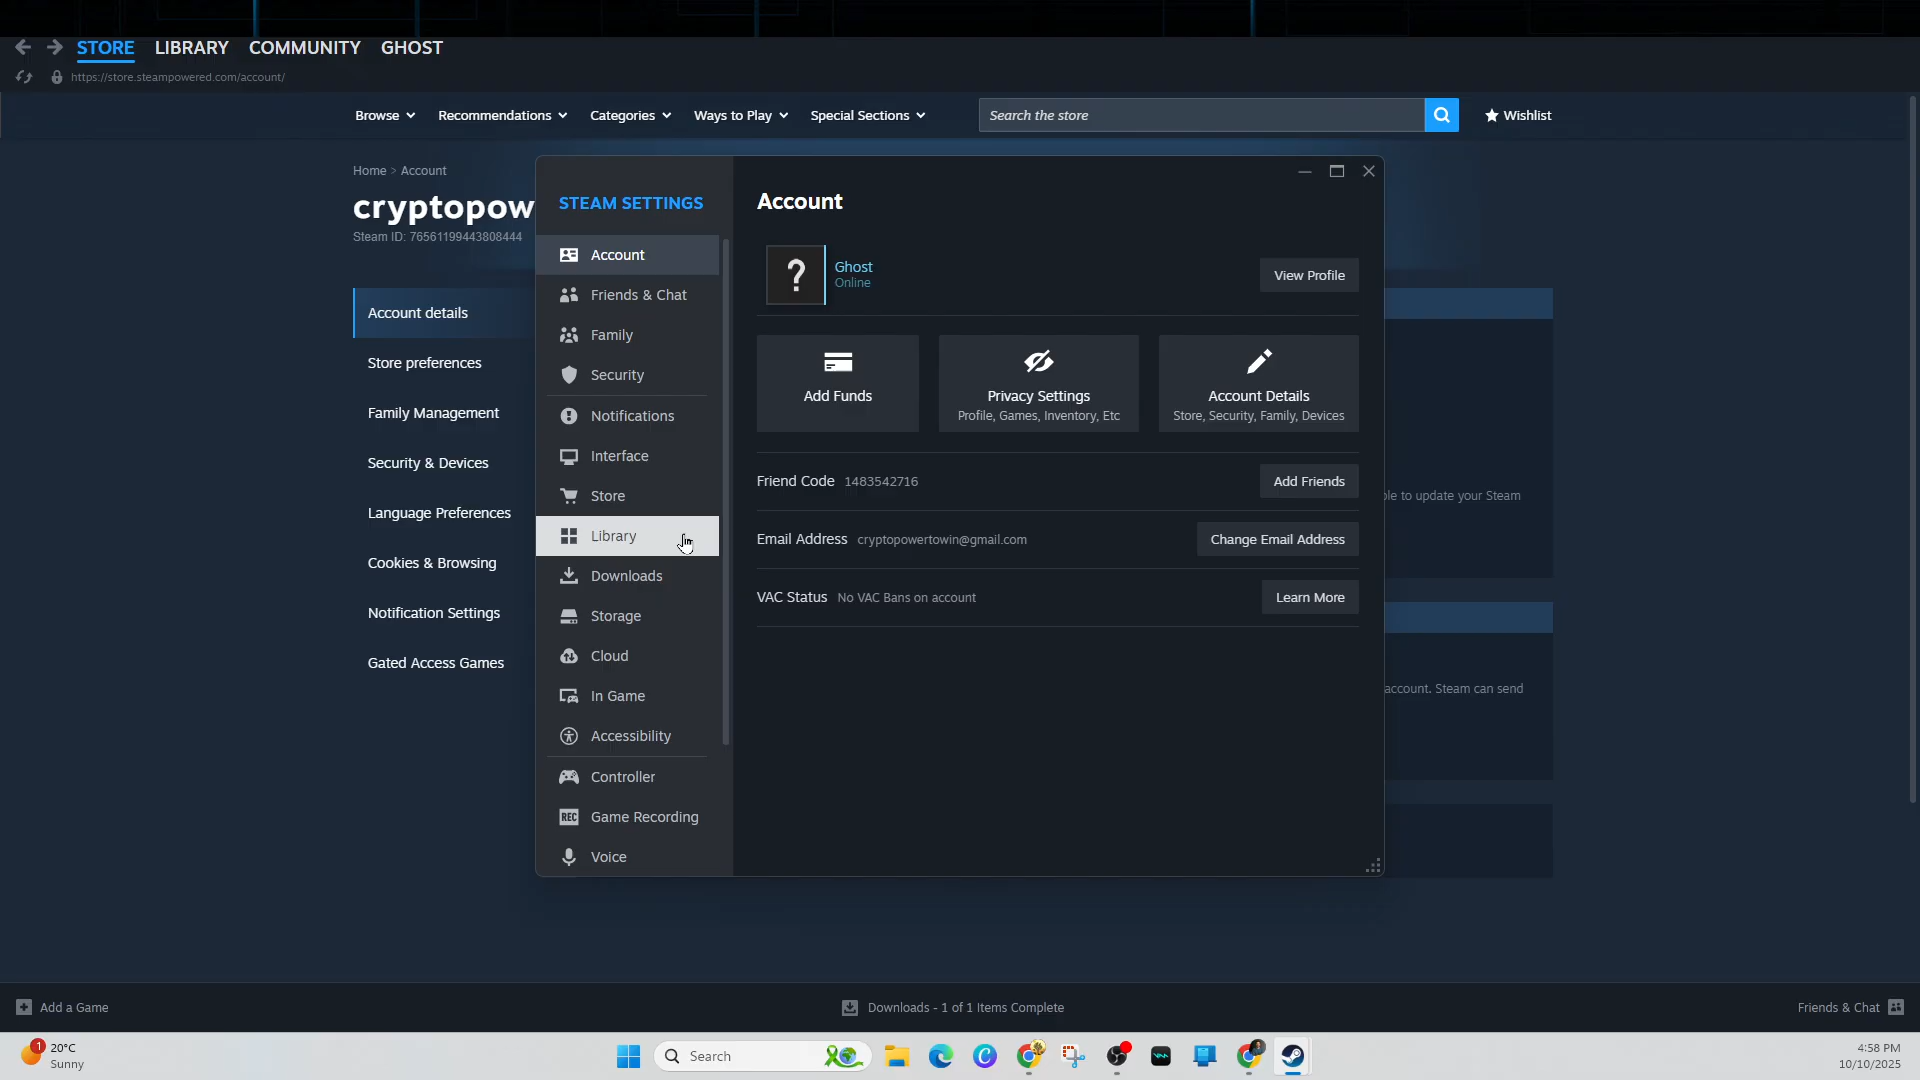 STORE LIBRARY COMMUNITY GHOST
https://store.steampowered.com/account/
Browse Recommendations Categories Ways to Play Special Sections Search the store Wishlist
Home > Account
cryptopow
Steam ID: 76561199443808444
Account details
Store preferences
Family Management
Security & Devices
Language Preferences
Cookies & Browsing
Notification Settings
Gated Access Games
STEAM SETTINGS
Account
Friends & Chat
Family
Security
Notifications
Interface
Store
Library
Downloads
Storage
Cloud
In Game
Accessibility
Controller
REC Game Recording
Voice
Account
?
Ghost
Online
View Profile
Add Funds
Privacy Settings
Profile, Games, Inventory, Etc
Account Details
Store, Security, Family, Devices
Friend Code 1483542716 Add Friends
Email Address cryptopowertowin@gmail.com Change Email Address
VAC Status No VAC Bans on account Learn More
ble to update your Steam
account. Steam can send
Add a Game
Downloads - 1 of 1 Items Complete
Friends & Chat
1
20°C
Sunny
Search
4:58 PM
10/10/2025